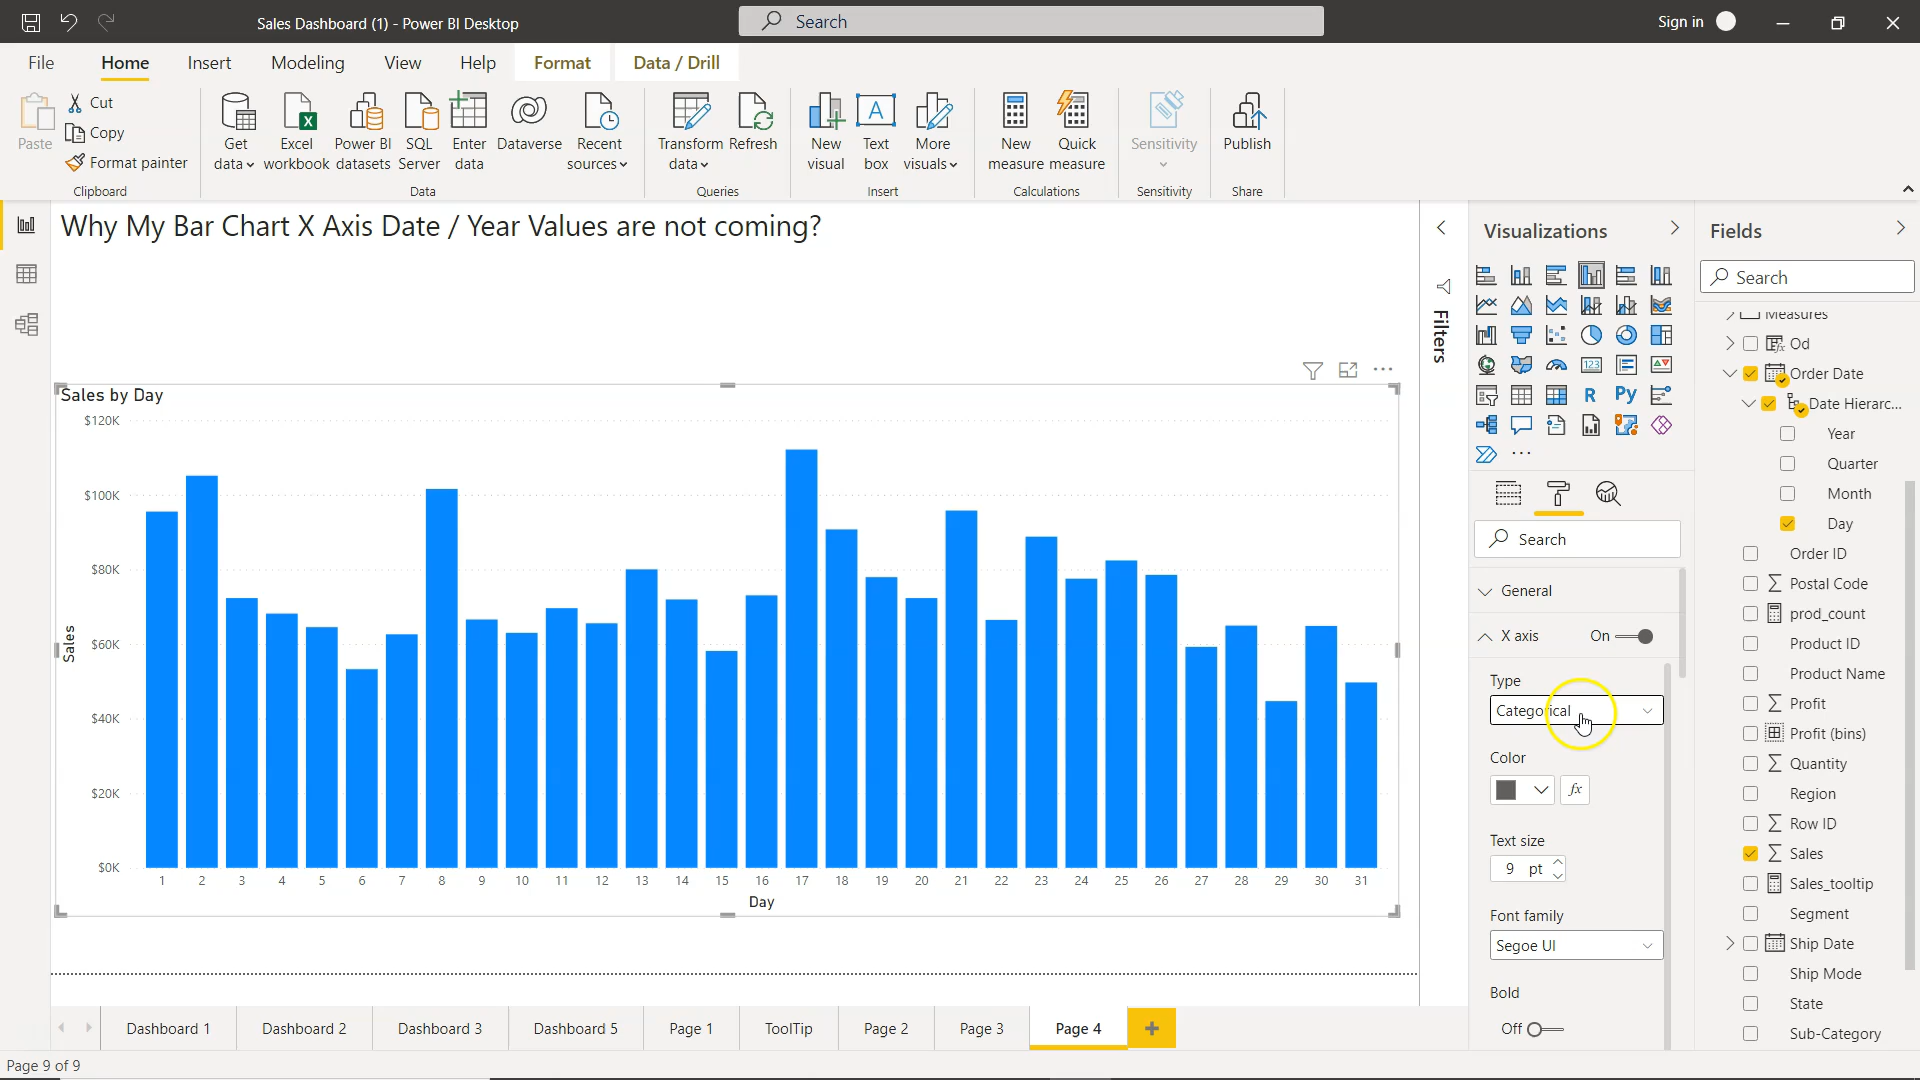 Sales Dashboard (1) - Power BI Desktop
Search
Sign in
File Home Insert Modeling View Help Format Data / Drill
Paste
Cut
Copy
Format painter
Clipboard
Get data
Excel workbook
Power BI datasets
SQL Server
Enter data
Dataverse
Recent sources
Data
Transform data
Refresh
Queries
New visual
Text box
More visuals
Insert
New measure
Quick measure
Calculations
Sensitivity
Sensitivity
Publish
Share
Why My Bar Chart X Axis Date / Year Values are not coming?
Sales by Day
$120K
$100K
$80K
$60K
$40K
$20K
$0K
Sales
1 2 3 4 5 6 7 8 9 10 11 12 13 14 15 16 17 18 19 20 21 22 23 24 25 26 27 28 29 30 31
Day
Filters
Visualizations
123
R
Py
Search
General
X axis On
Type
Categorical
Color
fx
Text size
9 pt
Font family
Segoe UI
Bold
Off
Fields
Search
Measures
Od
Order Date
Date Hierarc...
Year
Quarter
Month
Day
Order ID
Postal Code
prod_count
Product ID
Product Name
Profit
Profit (bins)
Quantity
Region
Row ID
Sales
Sales_tooltip
Segment
Ship Date
Ship Mode
State
Sub-Category
Dashboard 1 Dashboard 2 Dashboard 3 Dashboard 5 Page 1 ToolTip Page 2 Page 3 Page 4
Page 9 of 9